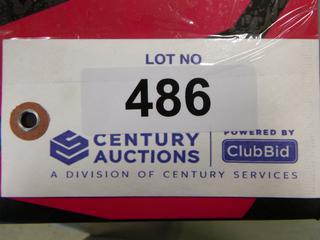 LOT NO
486
CENTURY AUCTIONS
POWERED BY
ClubBid
A DIVISION OF CENTURY SERVICES